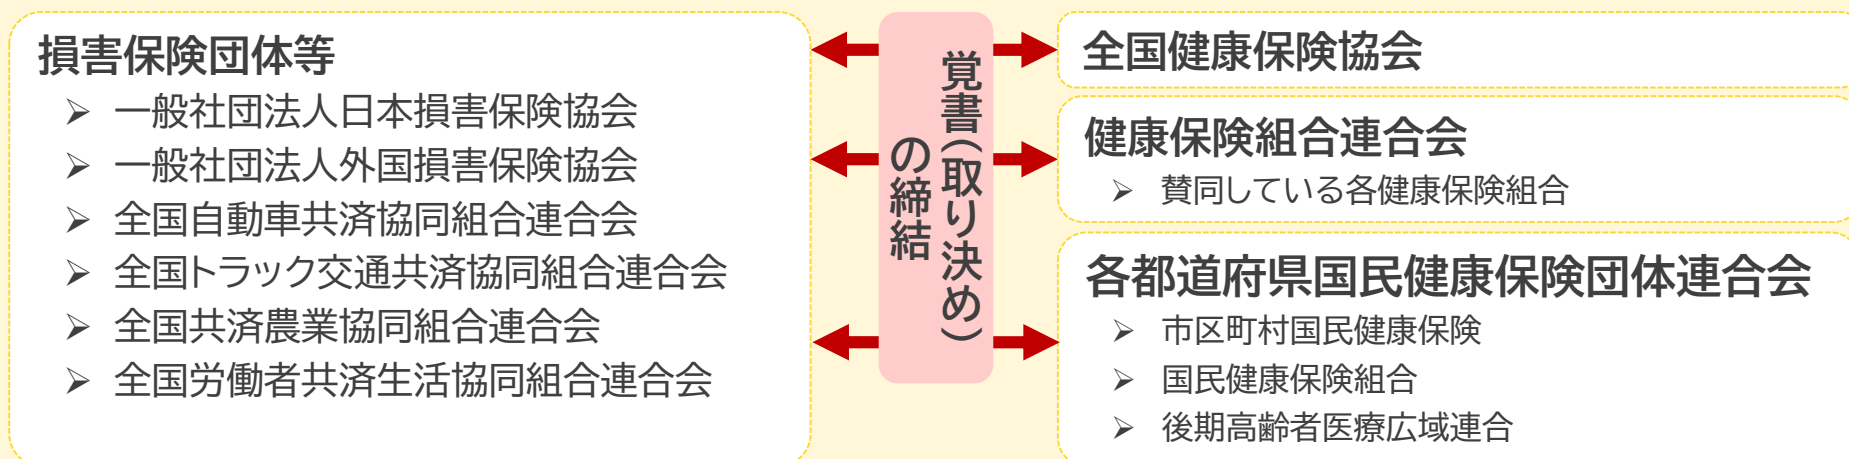 損害保険団体等
➢ 一般社団法人日本損害保険協会
➢ 一般社団法人外国損害保険協会
➢ 全国自動車共済協同組合連合会
➢ 全国トラック交通共済協同組合連合会
➢ 全国共済農業協同組合連合会
➢ 全国労働者共済生活協同組合連合会
覚書(取り決め)
の締結
全国健康保険協会
健康保険組合連合会
➢ 賛同している各健康保険組合
各都道府県国民健康保険団体連合会
➢ 市区町村国民健康保険
➢ 国民健康保険組合
➢ 後期高齢者医療広域連合